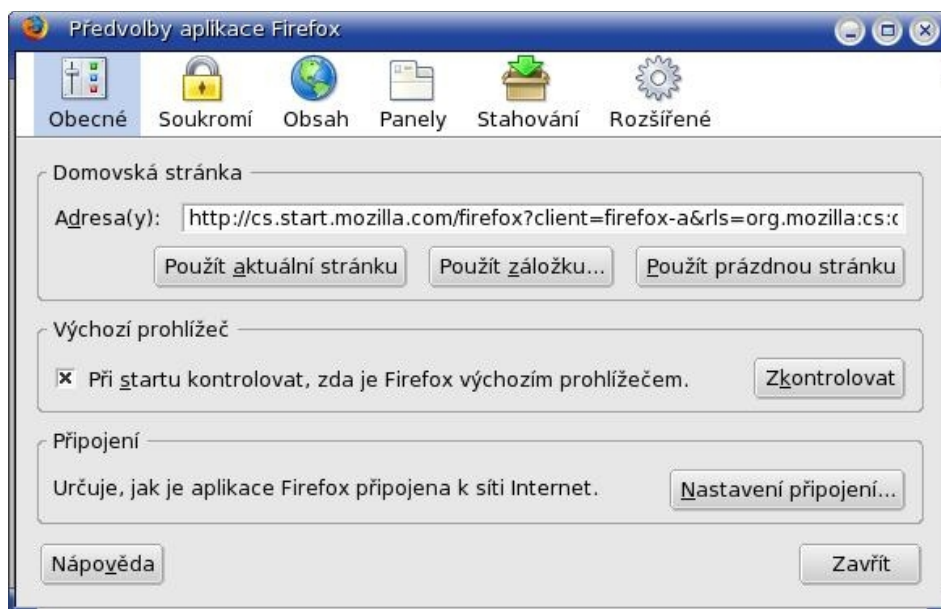 Předvolby aplikace Firefox
Obecné Soukromí Obsah Panely Stahování Rozšířené
Domovská stránka
Adresa(y): http://cs.start.mozilla.com/firefox?client=firefox-a&rls=org.mozilla:cs:c
Použít aktuální stránku Použít záložku... Použít prázdnou stránku
Výchozí prohlížeč
Při startu kontrolovat, zda je Firefox výchozím prohlížečem. Zkontrolovat
Připojení
Určuje, jak je aplikace Firefox připojena k síti Internet. Nastavení připojení...
Nápověda Zavřít